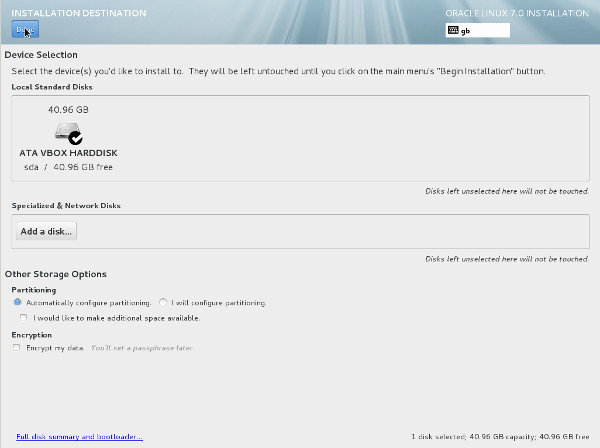 INSTALLATION DESTINATION
ORACLE LINUX 7.0 INSTALLATION
Done
gb
Device Selection
Select the device(s) you'd like to install to. They will be left untouched until you click on the main menu's "Begin Installation" button.
Local Standard Disks
40.96 GB
ATA VBOX HARDDISK
sda / 40.96 GB free
Disks left unselected here will not be touched.
Specialized & Network Disks
Add a disk...
Disks left unselected here will not be touched.
Other Storage Options
Partitioning
Automatically configure partitioning. I will configure partitioning.
I would like to make additional space available.
Encryption
Encrypt my data. You'll set a passphrase later.
Full disk summary and bootloader...
1 disk selected; 40.96 GB capacity; 40.96 GB free